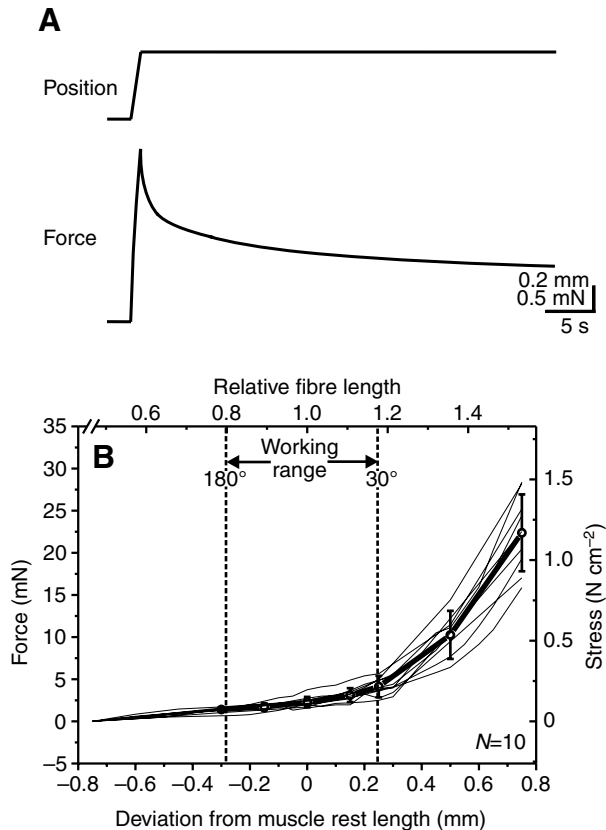 A
Position
Force
0.2 mm
0.5 mN
5 s
Relative fibre length
0.6 0.8 1.0 1.2 1.4
B
Working
range
180° 30°
35
30
25
20
15
10
5
0
–5
Force (mN)
1.5
1.0
0.5
0
Stress (N cm–2)
N=10
–0.8 –0.6 –0.4 –0.2 0 0.2 0.4 0.6 0.8
Deviation from muscle rest length (mm)